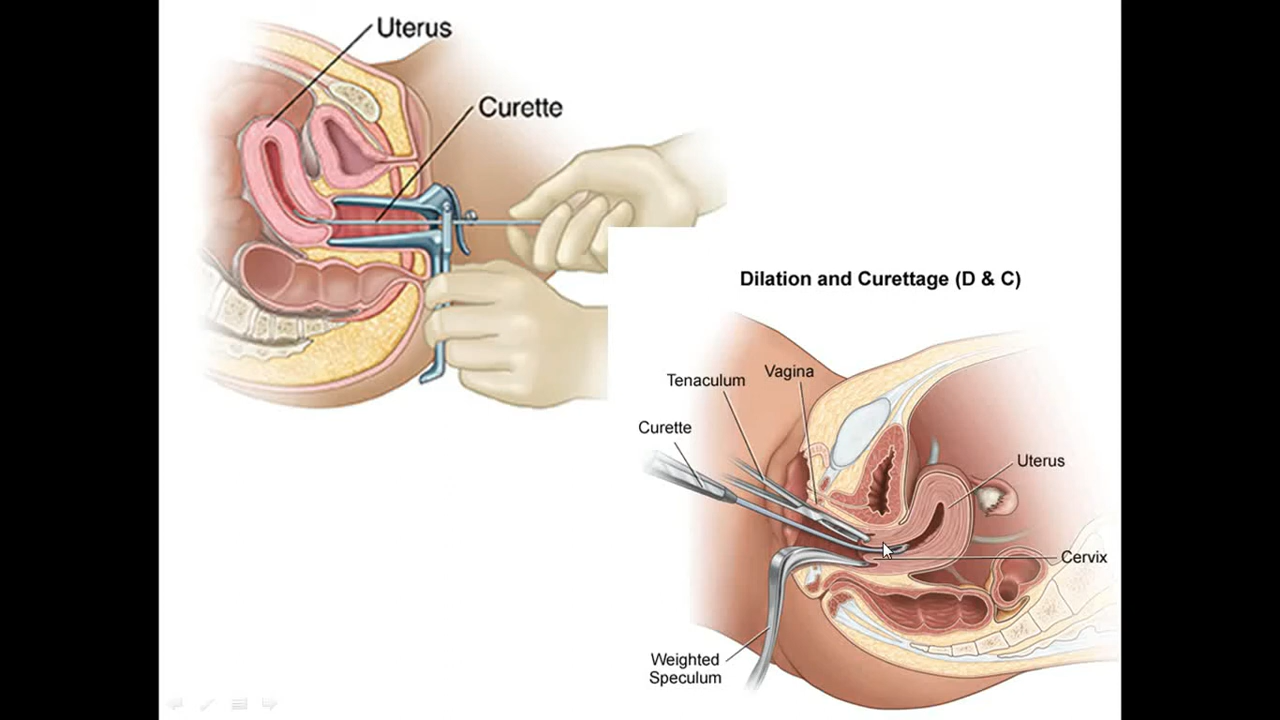 Uterus
Curette
Dilation and Curettage (D & C)
Vagina
Tenaculum
Curette
Uterus
Cervix
Weighted
Speculum